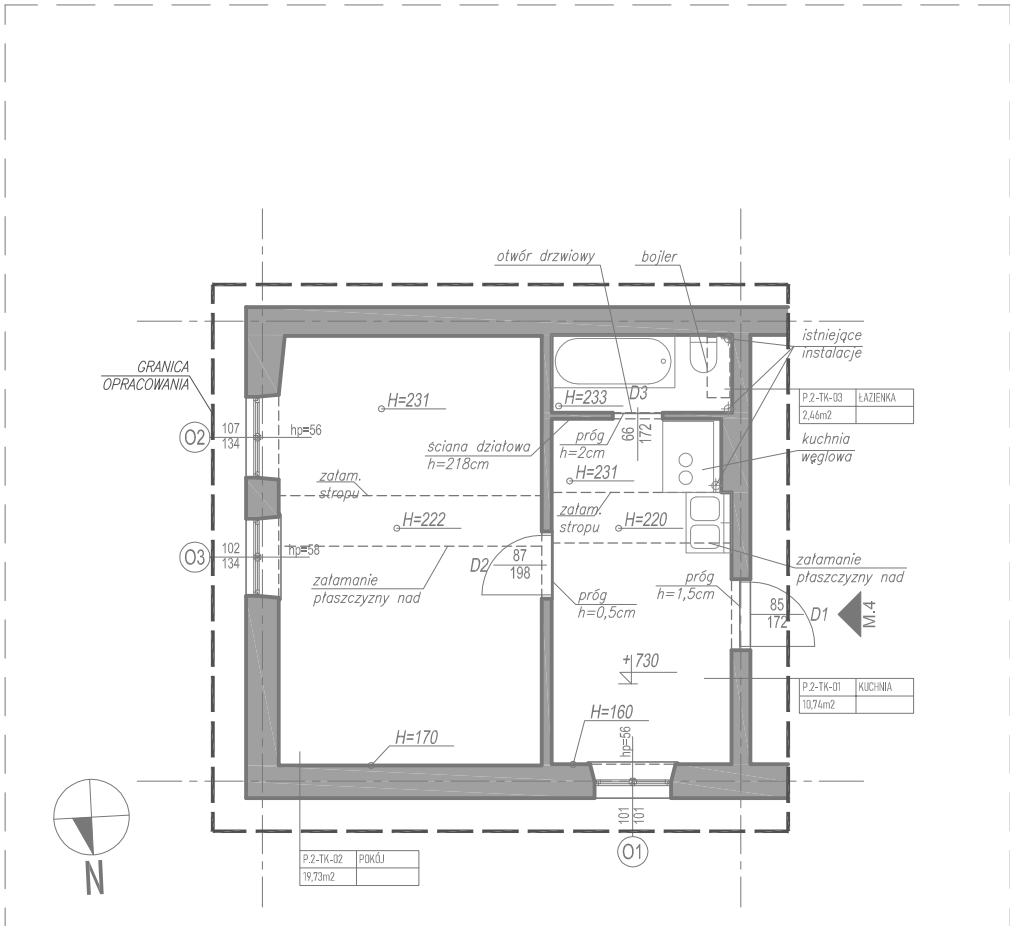 otwór drzwiowy
bojler
istniejące
instalacje
GRANICA
OPRACOWANIA
P.2-TK-03 ŁAZIENKA
2,46m2
H=231
H=233
D3
O2
107
134
hp=56
ściana działowa
h=218cm
próg
h=2cm
66
172
kuchnia
węglowa
H=231
załam.
stropu
załam.
stropu
H=222
H=220
O3
102
134
hp=58
załamanie
płaszczyzny nad
D2
87
198
próg
h=0,5cm
próg
h=1,5cm
załamanie
płaszczyzny nad
85
172
D1
M.4
+730
P.2-TK-01 KUCHNIA
10,74m2
H=170
H=160
hp=56
101
101
O1
N
P.2-TK-02 POKÓJ
19,73m2